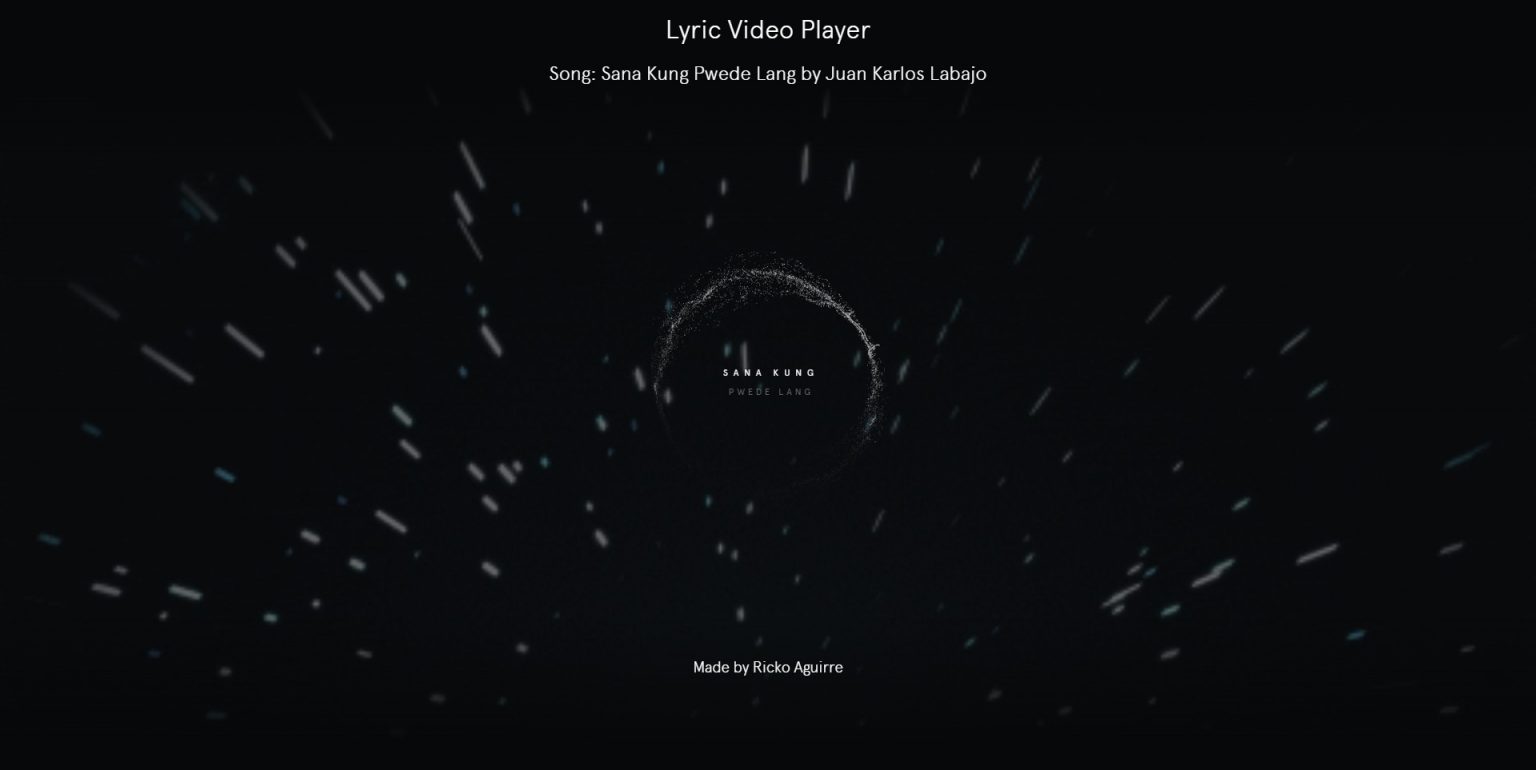 Lyric Video Player
Song: Sana Kung Pwede Lang by Juan Karlos Labajo
SANA KUNG
PWEDE LANG
Made by Ricko Aguirre